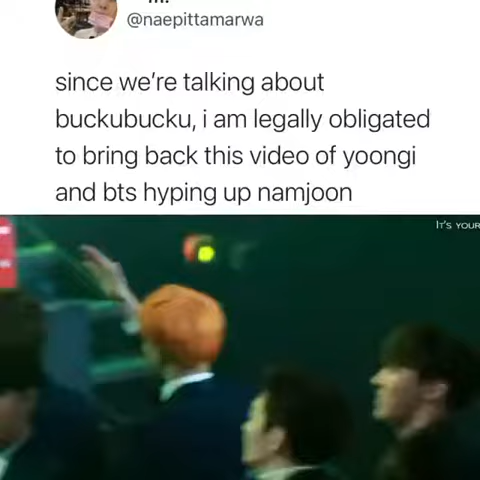 @naepittamarwa
since we're talking about
buckubucku, i am legally obligated
to bring back this video of yoongi
and bts hyping up namjoon
IT'S YOUR